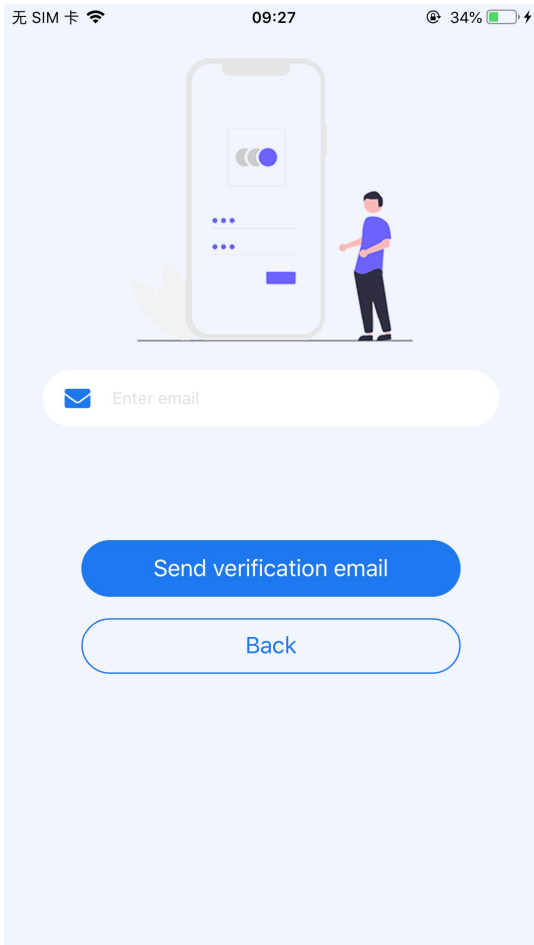 无 SIM 卡 09:27 34%
Enter email
Send verification email
Back